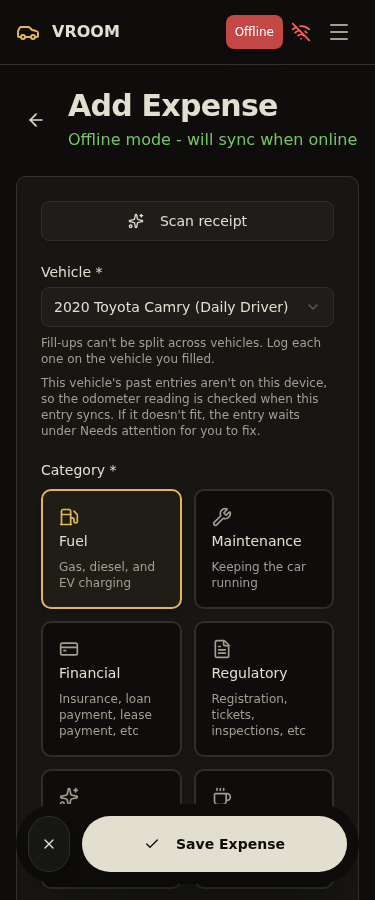 VROOM
Offline
Add Expense
Offline mode - will sync when online
Scan receipt
Vehicle *
2020 Toyota Camry (Daily Driver)
Fill-ups can't be split across vehicles. Log each
one on the vehicle you filled.
This vehicle's past entries aren't on this device,
so the odometer reading is checked when this
entry syncs. If it doesn't fit, the entry waits
under Needs attention for you to fix.
Category *
Fuel
Gas, diesel, and
EV charging
Maintenance
Keeping the car
running
Financial
Insurance, loan
payment, lease
payment, etc
Regulatory
Registration,
tickets,
inspections, etc
Save Expense